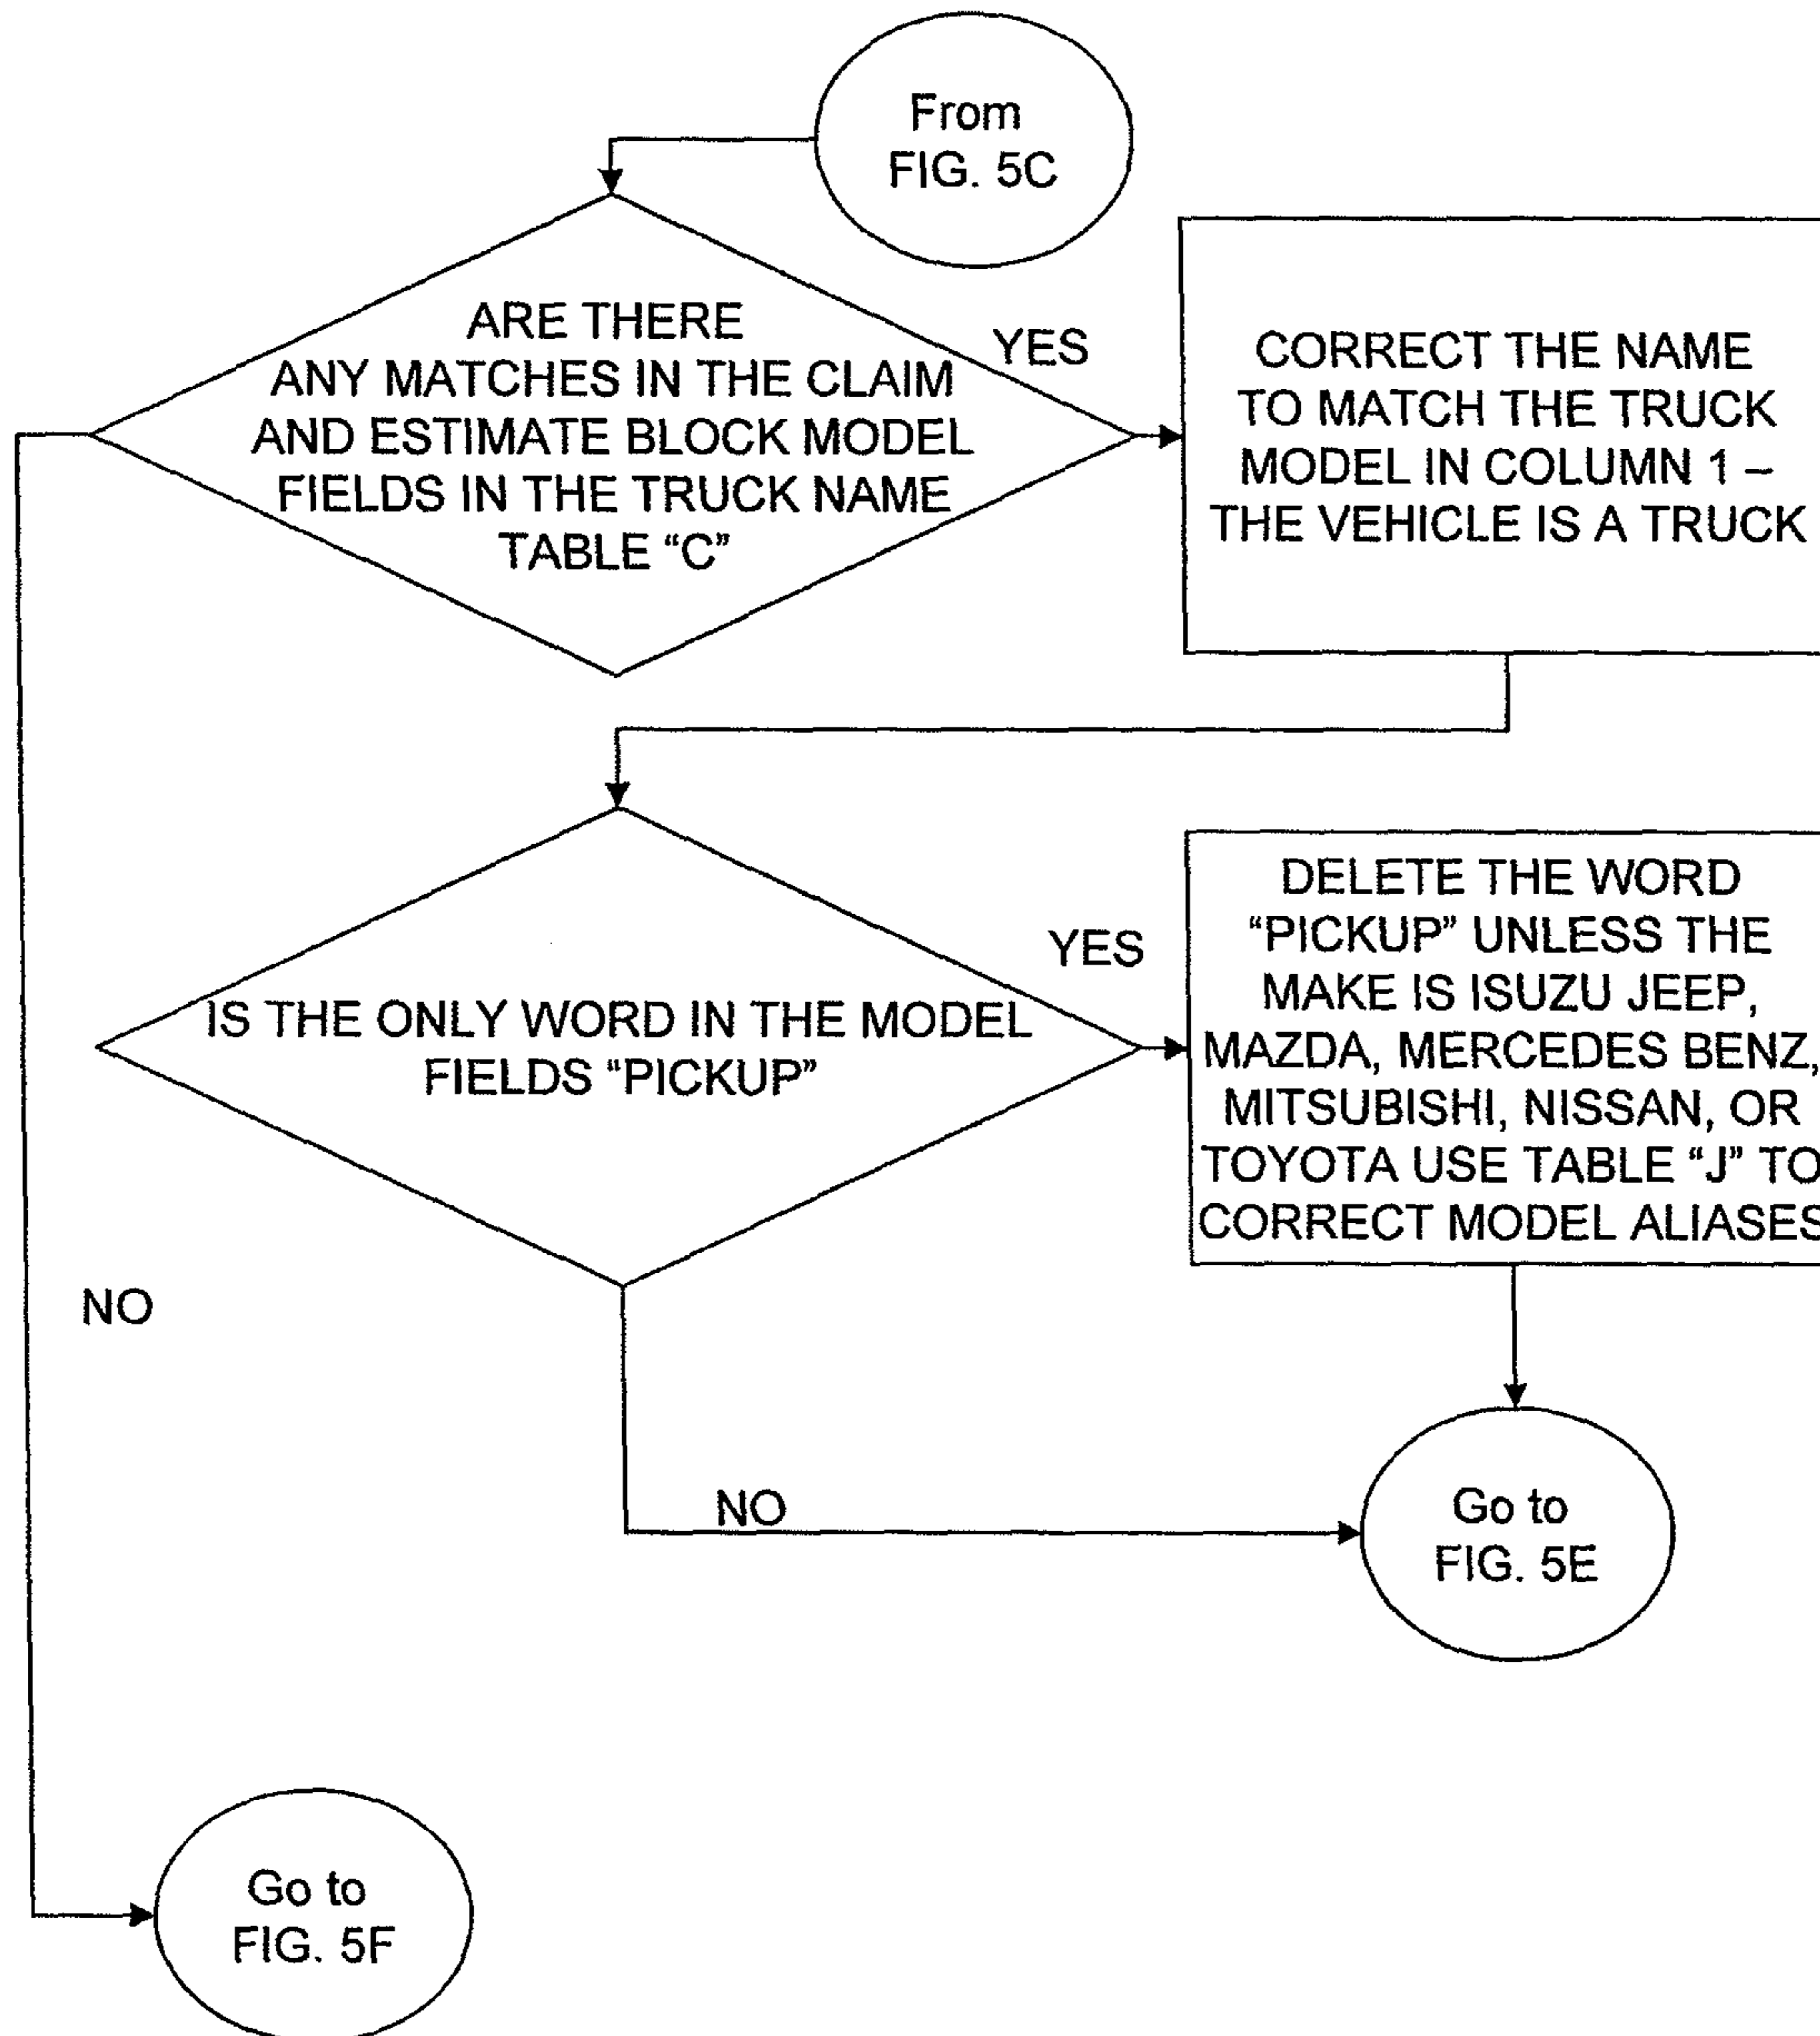 From
FIG. 5C
ARE THERE
ANY MATCHES IN THE CLAIM
AND ESTIMATE BLOCK MODEL
FIELDS IN THE TRUCK NAME
TABLE “C”
YES
CORRECT THE NAME
TO MATCH THE TRUCK
MODEL IN COLUMN 1 –
THE VEHICLE IS A TRUCK
IS THE ONLY WORD IN THE MODEL
FIELDS “PICKUP”
YES
DELETE THE WORD
“PICKUP” UNLESS THE
MAKE IS ISUZU JEEP,
MAZDA, MERCEDES BENZ,
MITSUBISHI, NISSAN, OR
TOYOTA USE TABLE “J” TO
CORRECT MODEL ALIASES
NO
NO
Go to
FIG. 5E
Go to
FIG. 5F